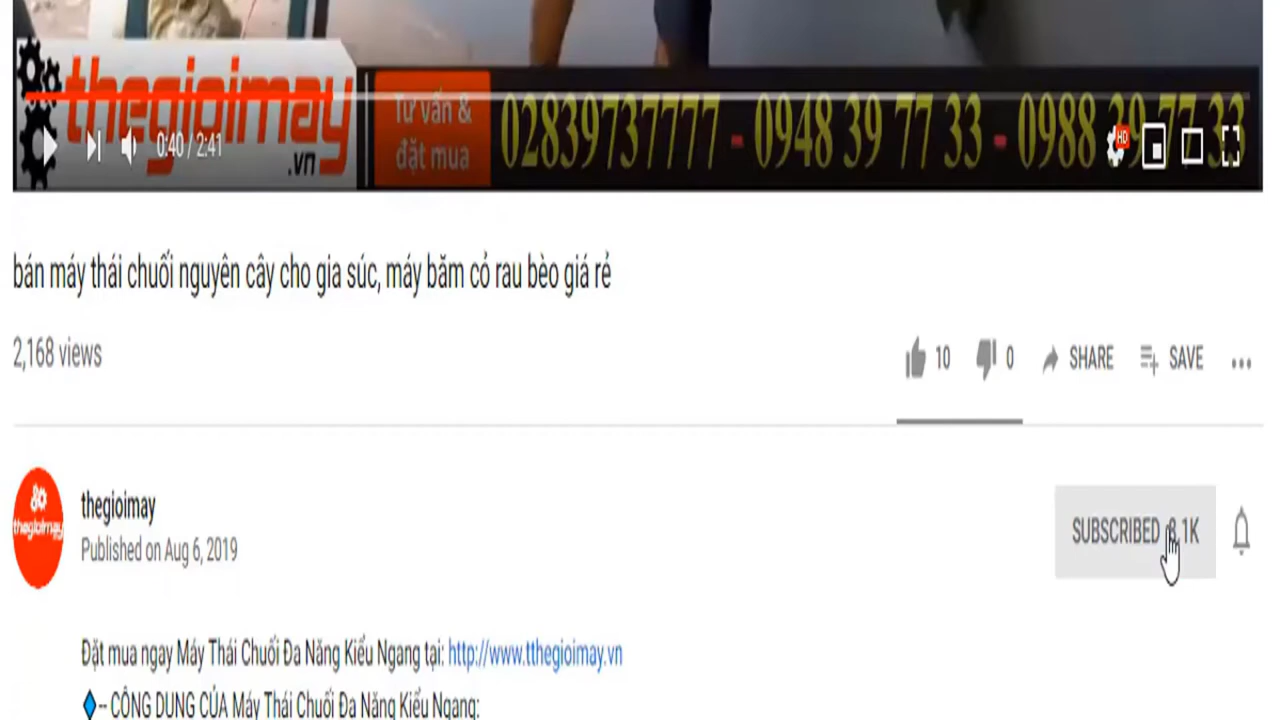 thegioimay
.vn
Tư vấn &
đặt mua
02839737777 - 0948 39 77 33 - 0988 39 77 33
0:40 / 2:41
HD
bán máy thái chuối nguyên cây cho gia súc, máy băm cỏ rau bèo giá rẻ
2,168 views
10
0
SHARE
SAVE
thegioimay
thegioimay
Published on Aug 6, 2019
SUBSCRIBED
Đặt mua ngay Máy Thái Chuối Đa Năng Kiểu Ngang tại: http://www.tthegioimay.vn
-- CÔNG DỤNG CỦA Máy Thái Chuối Đa Năng Kiểu Ngang: